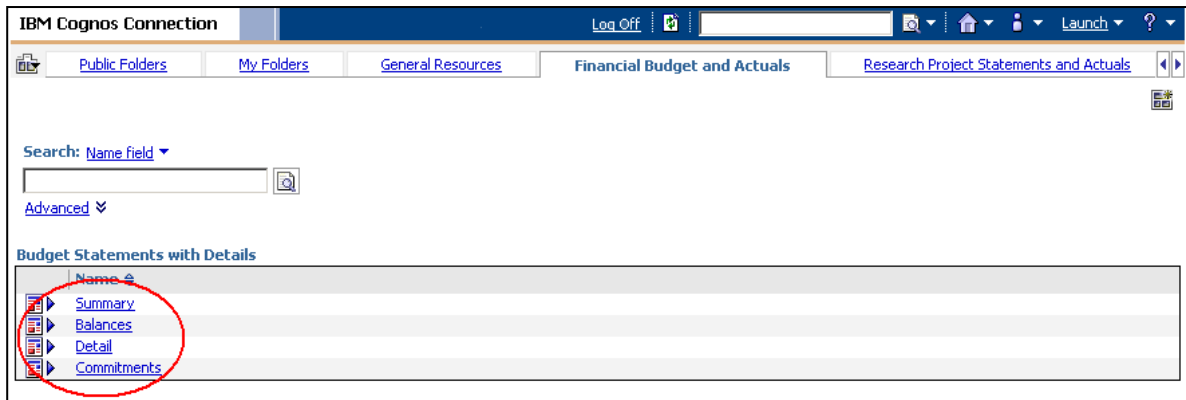 IBM Cognos Connection Log Off Launch ?
Public Folders My Folders General Resources Financial Budget and Actuals Research Project Statements and Actuals
Search: Name field
Advanced
Budget Statements with Details
Name
Summary
Balances
Detail
Commitments